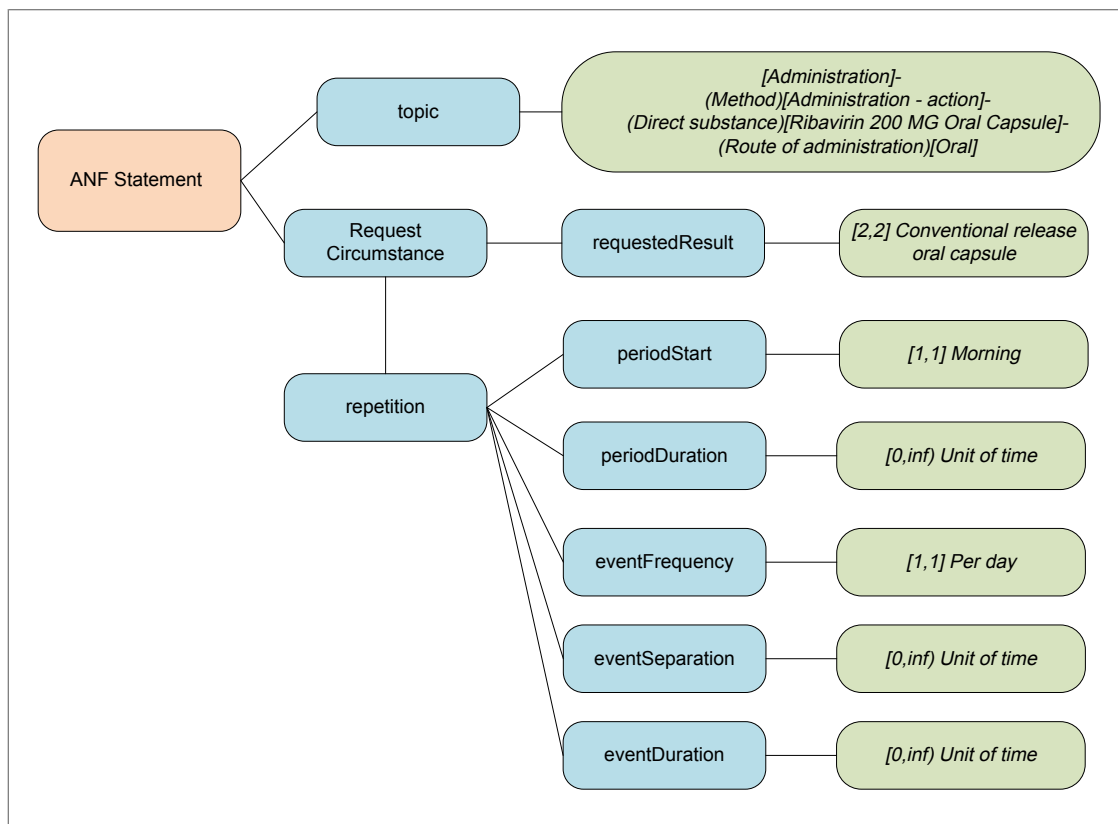 ANF Statement
topic
[Administration]-
(Method)[Administration - action]-
(Direct substance)[Ribavirin 200 MG Oral Capsule]-
(Route of administration)[Oral]
Request
Circumstance
requestedResult
[2,2] Conventional release
oral capsule
repetition
periodStart
[1,1] Morning
periodDuration
[0,inf) Unit of time
eventFrequency
[1,1] Per day
eventSeparation
[0,inf) Unit of time
eventDuration
[0,inf) Unit of time